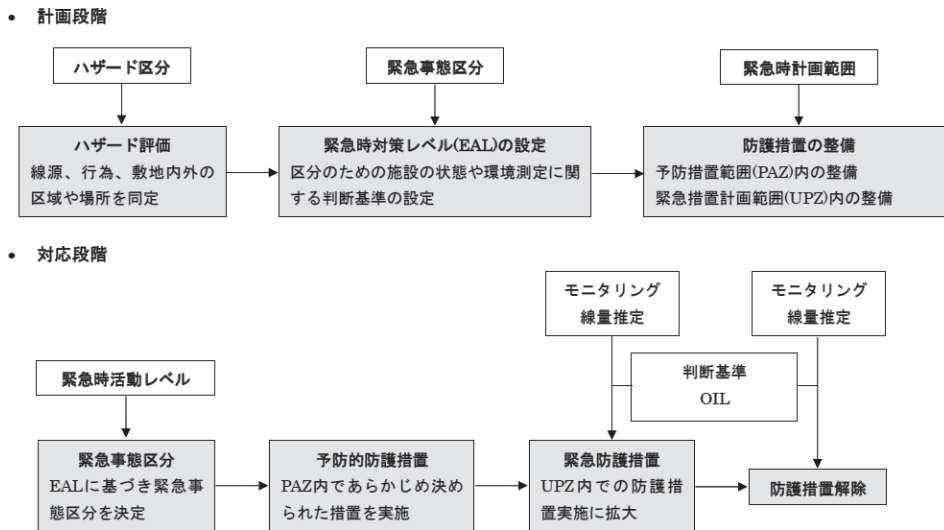 • 計画段階
ハザード区分
緊急事態区分
緊急時計画範囲
ハザード評価
線源、行為、敷地内外の
区域や場所を同定
緊急時対策レベル(EAL)の設定
区分のための施設の状態や環境測定に関
する判断基準の設定
防護措置の整備
予防措置範囲(PAZ)内の整備
緊急措置計画範囲(UPZ)内の整備
• 対応段階
モニタリング
線量推定
モニタリング
線量推定
緊急時活動レベル
判断基準
OIL
緊急事態区分
EALに基づき緊急事
態区分を決定
予防的防護措置
PAZ内であらかじめ決め
られた措置を実施
緊急防護措置
UPZ内での防護措
置実施に拡大
防護措置解除